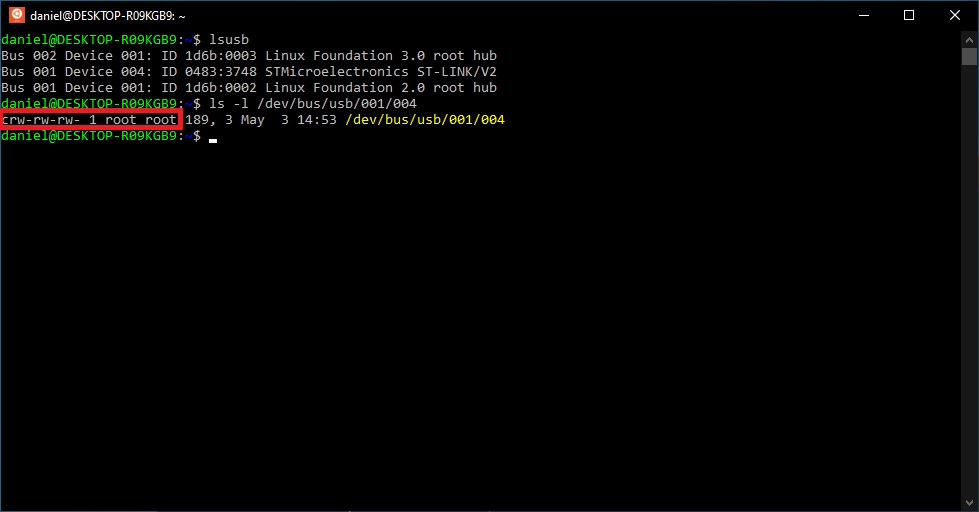 daniel@DESKTOP-R09KGB9: ~
daniel@DESKTOP-R09KGB9:~$ lsusb
Bus 002 Device 001: ID 1d6b:0003 Linux Foundation 3.0 root hub
Bus 001 Device 004: ID 0483:3748 STMicroelectronics ST-LINK/V2
Bus 001 Device 001: ID 1d6b:0002 Linux Foundation 2.0 root hub
daniel@DESKTOP-R09KGB9:~$ ls -l /dev/bus/usb/001/004
crw-rw-rw- 1 root root 189, 3 May  3 14:53 /dev/bus/usb/001/004
daniel@DESKTOP-R09KGB9:~$